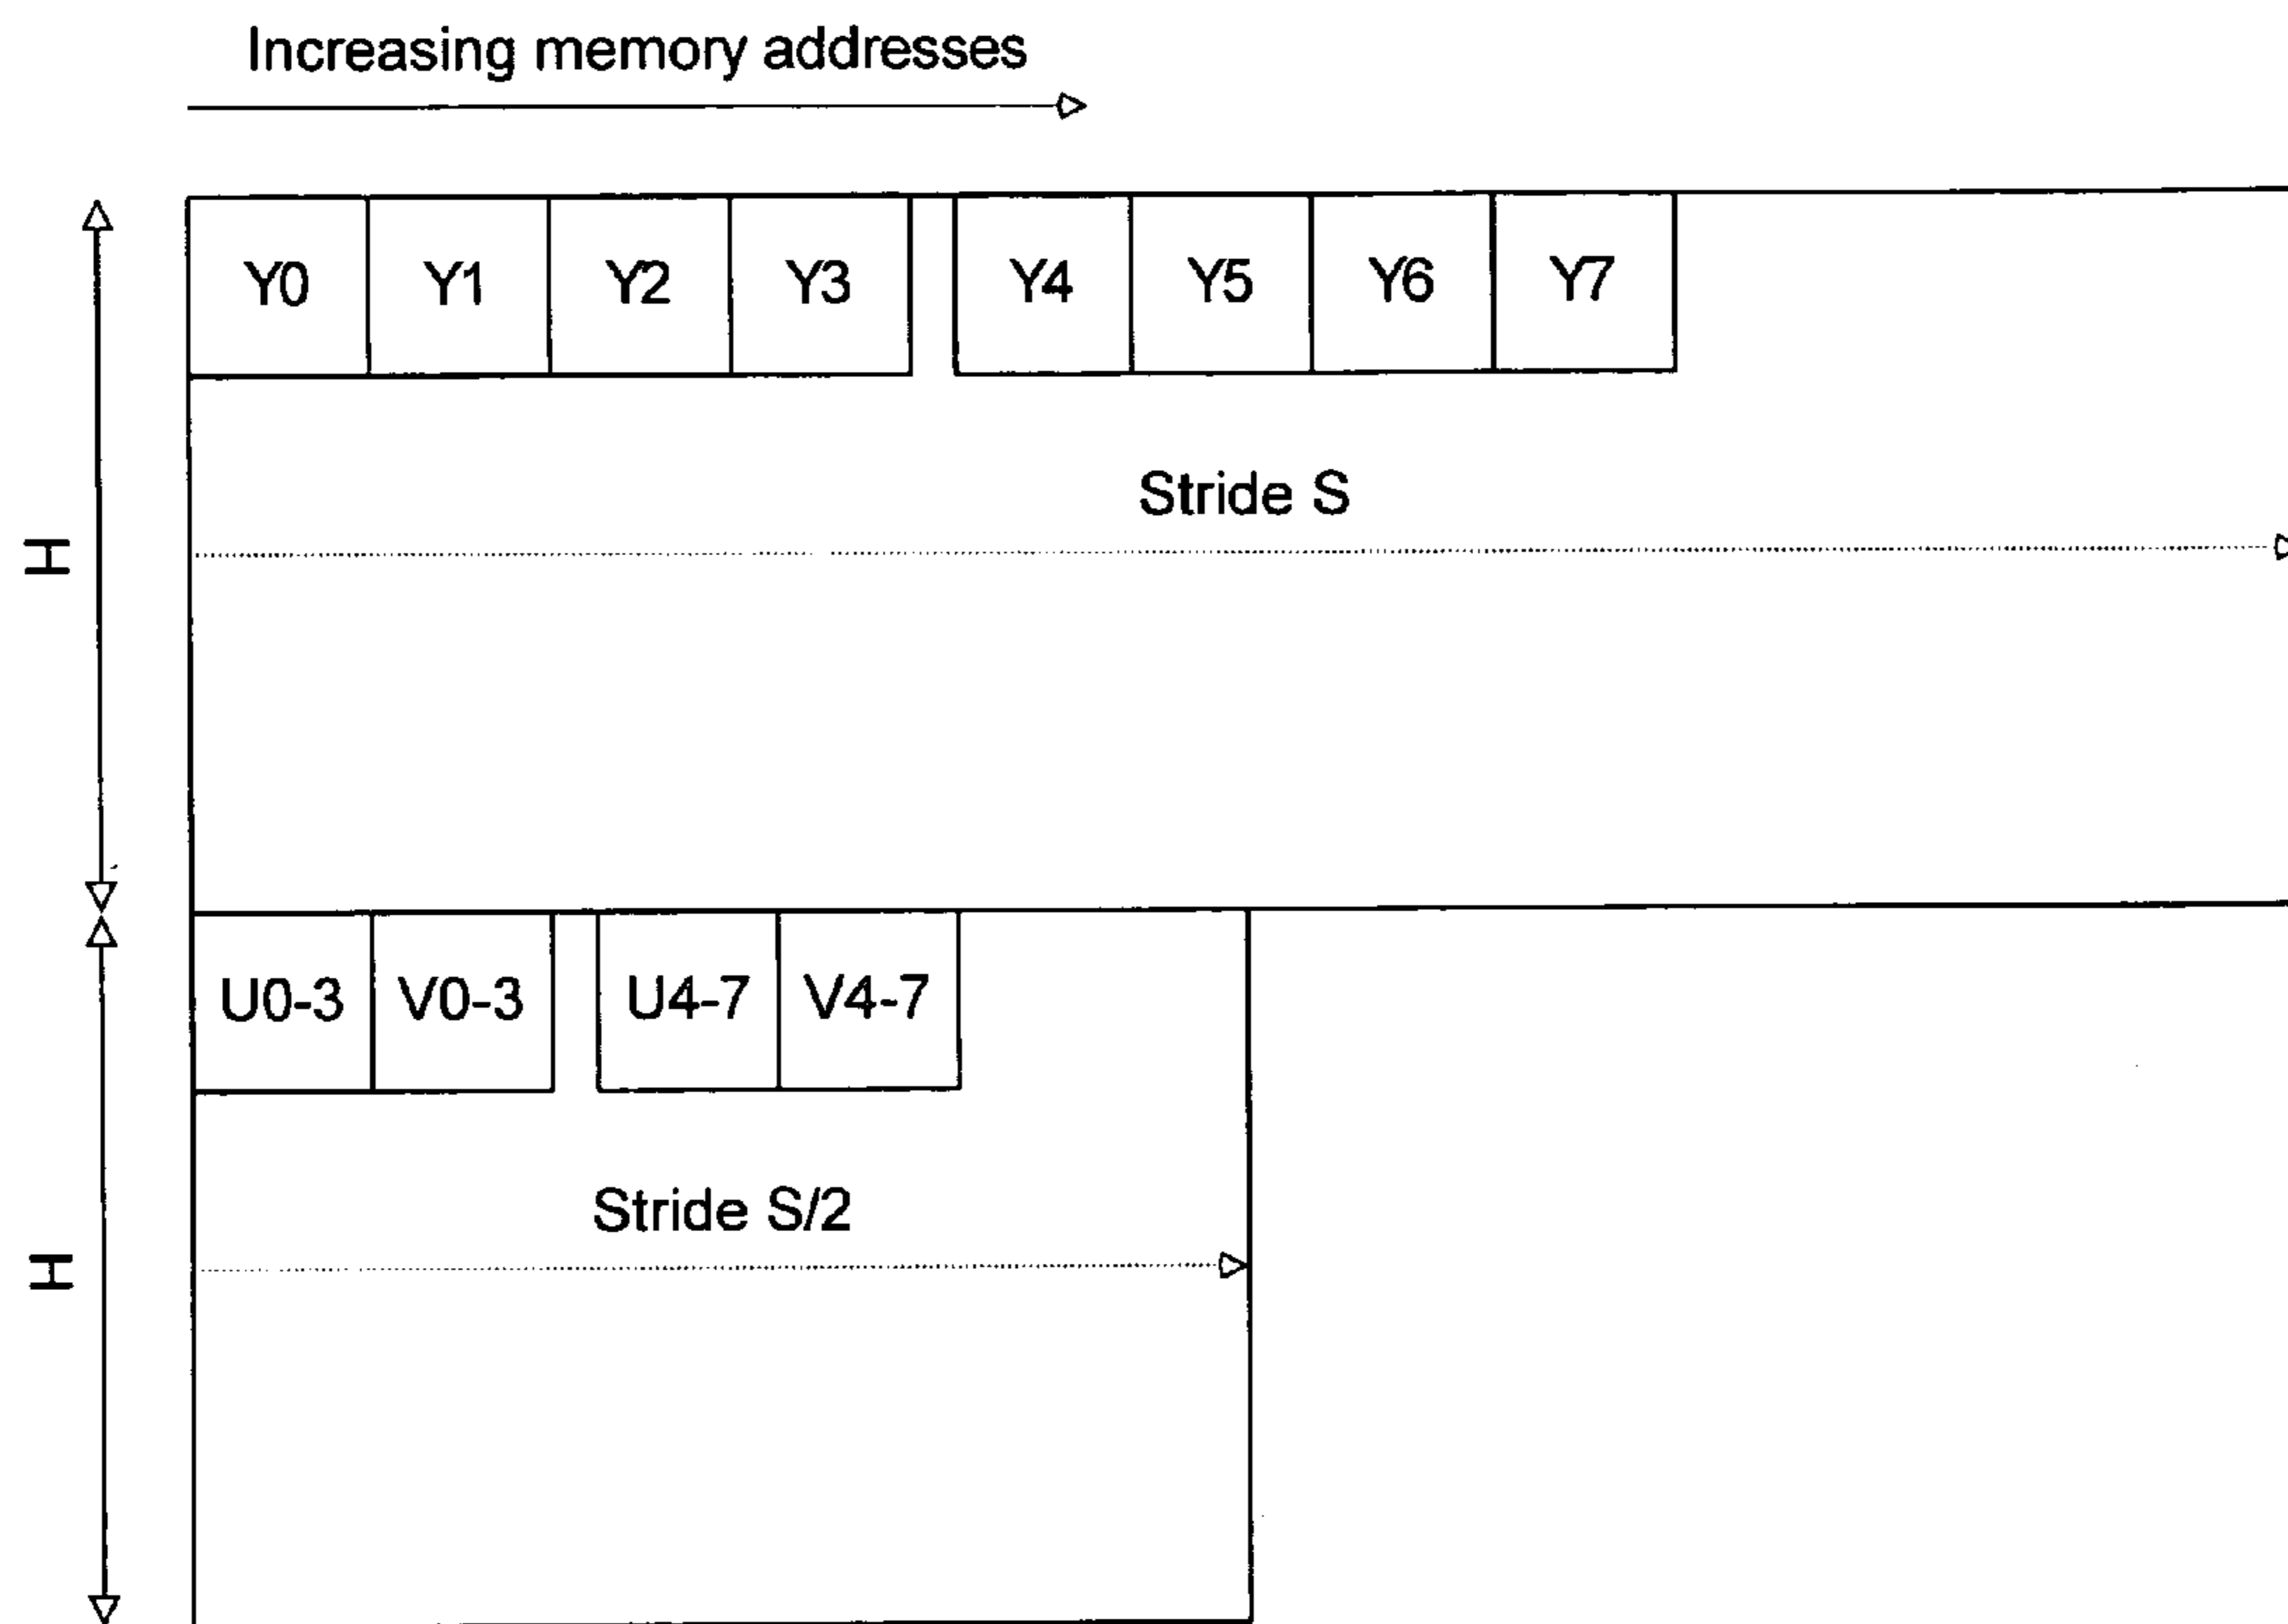 Increasing memory addresses
Y0 Y1 Y2 Y3 Y4 Y5 Y6 Y7
Stride S
H
U0-3 V0-3 U4-7 V4-7
Stride S/2
H